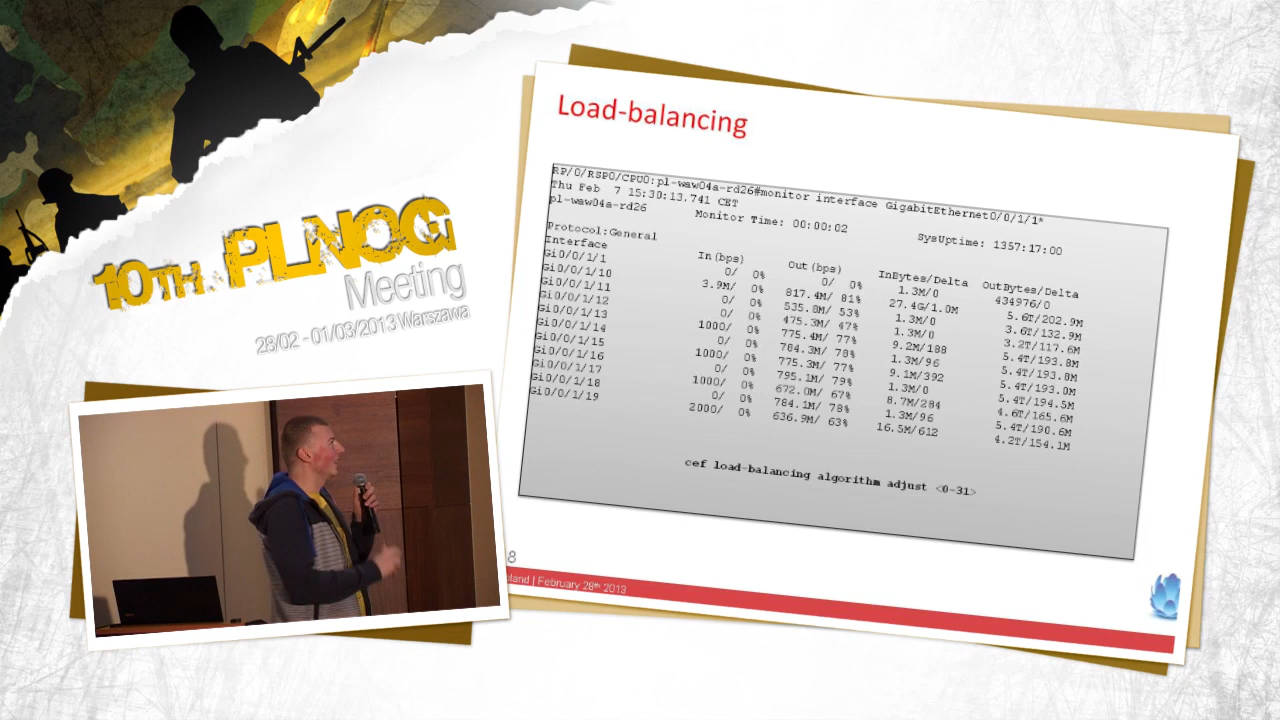 10TH PLNOG
Meeting
28/02 - 01/03/2013 Warszawa
Load-balancing
RP/0/RSP0/CPU0:pl-waw04a-rd26#monitor interface GigabitEthernet0/0/1/1*
Thu Feb 7 15:30:13.741 CET
pl-waw04a-rd26 Monitor Time: 00:00:02 SysUptime: 1357:17:00
Protocol:General
Interface In(bps) Out(bps) InBytes/Delta OutBytes/Delta
Gi0/0/1/1 0/ 0% 0/ 0% 1.3M/0 434976/0
Gi0/0/1/10 3.9M/ 0% 817.4M/ 81% 27.4G/1.0M 5.6T/202.9M
Gi0/0/1/11 0/ 0% 535.8M/ 53% 1.3M/0 3.6T/132.9M
Gi0/0/1/12 0/ 0% 475.3M/ 47% 1.3M/0 3.2T/117.6M
Gi0/0/1/13 1000/ 0% 775.4M/ 77% 9.2M/188 5.4T/193.8M
Gi0/0/1/14 0/ 0% 784.3M/ 78% 1.3M/96 5.4T/193.8M
Gi0/0/1/15 1000/ 0% 775.3M/ 77% 9.1M/392 5.4T/193.0M
Gi0/0/1/16 0/ 0% 795.1M/ 79% 1.3M/0 5.4T/194.5M
Gi0/0/1/17 1000/ 0% 672.0M/ 67% 8.7M/284 4.6T/165.6M
Gi0/0/1/18 0/ 0% 784.1M/ 78% 1.3M/96 5.4T/190.6M
Gi0/0/1/19 2000/ 0% 636.9M/ 63% 16.5M/612 4.2T/154.1M
cef load-balancing algorithm adjust <0-31>
8
land | February 28th 2013